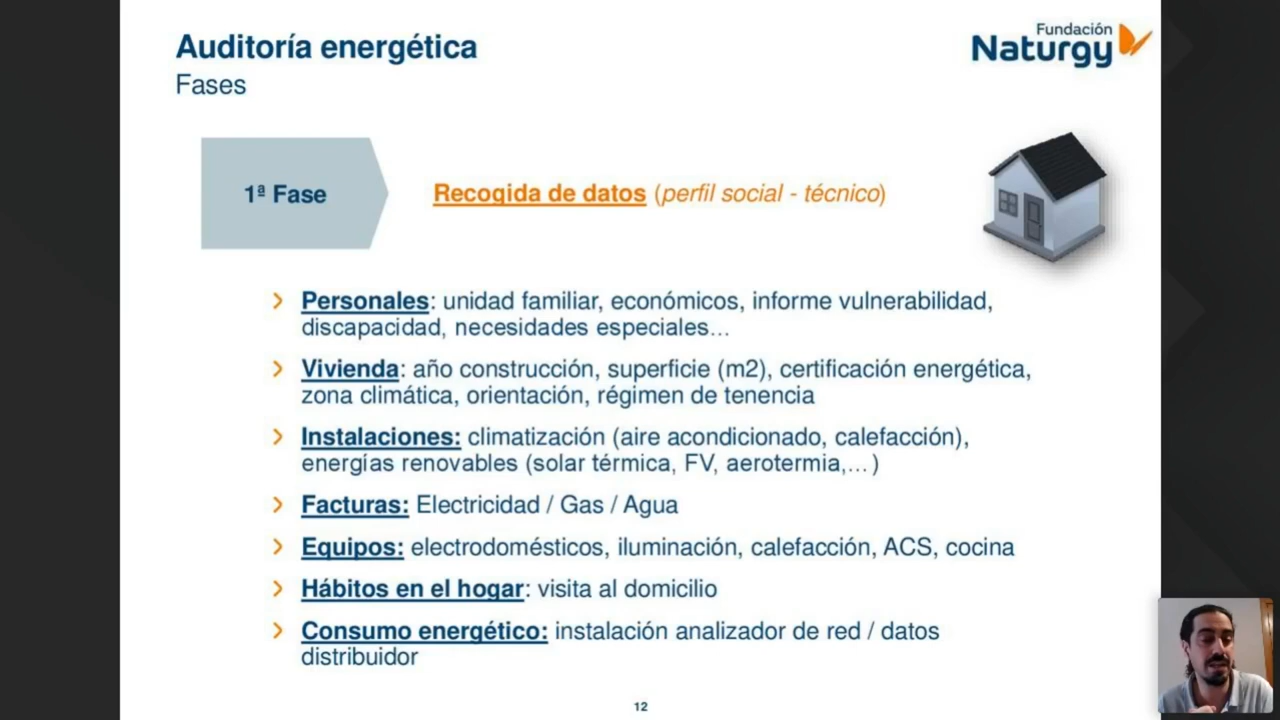 Auditoría energética
Fundación
Naturgy
Fases
1ª Fase
Recogida de datos (perfil social - técnico)
Personales: unidad familiar, económicos, informe vulnerabilidad,
discapacidad, necesidades especiales...
Vivienda: año construcción, superficie (m2), certificación energética,
zona climática, orientación, régimen de tenencia
Instalaciones: climatización (aire acondicionado, calefacción),
energías renovables (solar térmica, FV, aerotermia,...)
Facturas: Electricidad / Gas / Agua
Equipos: electrodomésticos, iluminación, calefacción, ACS, cocina
Hábitos en el hogar: visita al domicilio
Consumo energético: instalación analizador de red / datos
distribuidor
12